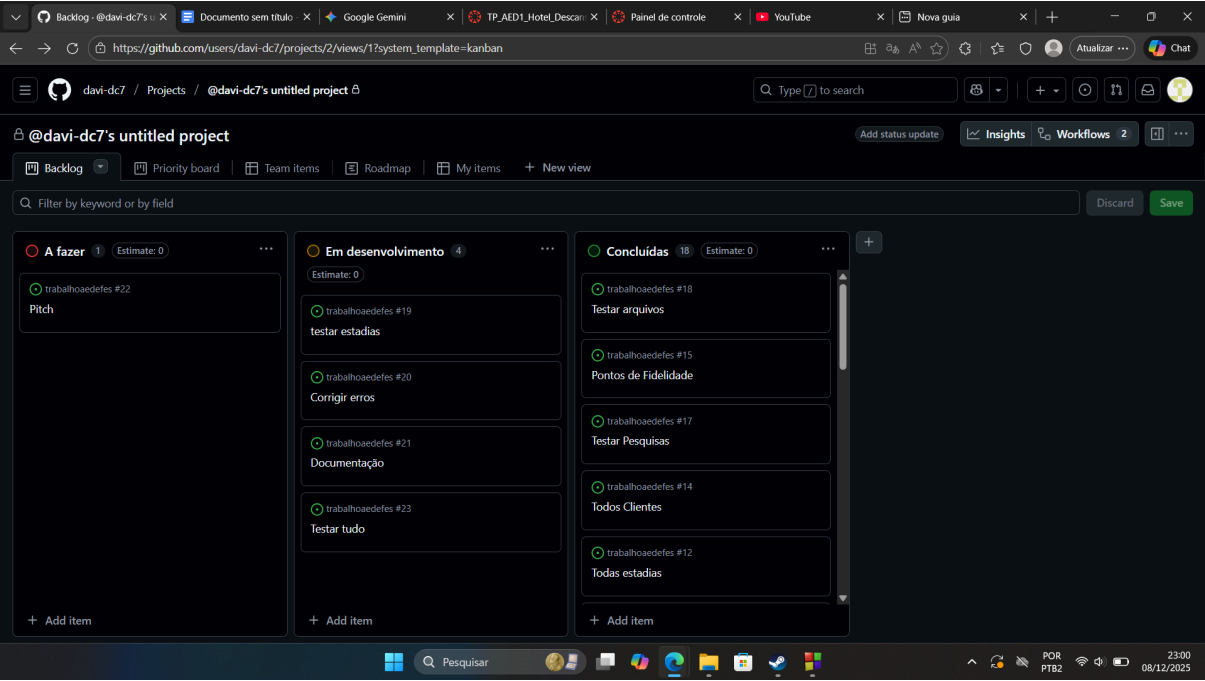 Backlog · @davi-dc7's u
Documento sem título -
Google Gemini
TP_AED1_Hotel_Descan
Painel de controle
YouTube
Nova guia
https://github.com/users/davi-dc7/projects/2/views/1?system_template=kanban
Atualizar
Chat
davi-dc7 / Projects / @davi-dc7's untitled project
Type / to search
@davi-dc7's untitled project
Add status update
Insights
Workflows 2
Backlog
Priority board
Team items
Roadmap
My items
New view
Filter by keyword or by field
Discard
Save
A fazer 1 Estimate: 0
trabalhoaedefes #22
Pitch
Add item
Em desenvolvimento 4
Estimate: 0
trabalhoaedefes #19
testar estadias
trabalhoaedefes #20
Corrigir erros
trabalhoaedefes #21
Documentação
trabalhoaedefes #23
Testar tudo
Add item
Concluídas 18 Estimate: 0
trabalhoaedefes #18
Testar arquivos
trabalhoaedefes #15
Pontos de Fidelidade
trabalhoaedefes #17
Testar Pesquisas
trabalhoaedefes #14
Todos Clientes
trabalhoaedefes #12
Todas estadias
Add item
Pesquisar
POR
PTB2
23:00
08/12/2025